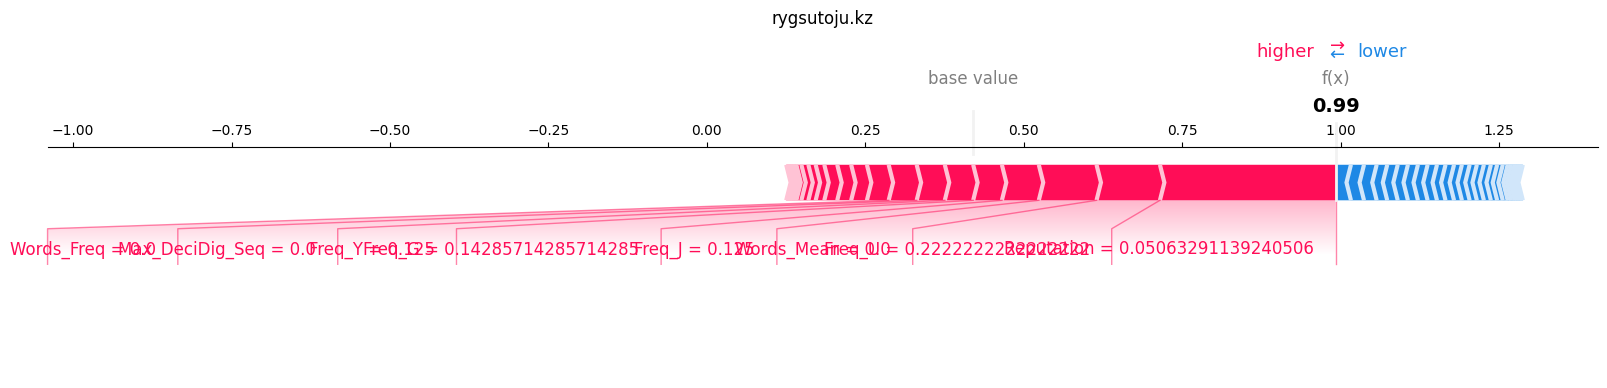 rygsutoju.kz
higher ⇄ lower
base value f(x)
0.99
−1.00 −0.75 −0.50 −0.25 0.00 0.25 0.50 0.75 1.00 1.25
Words_Freq = 0.0 Max_DeciDig_Seq = 0.0 Freq_Y = 0.125 Freq_G = 0.14285714285714285 Freq_J = 0.125 Words_Mean = 0.0 Freq_U = 0.2222222222222222 Reputation = 0.05063291139240506